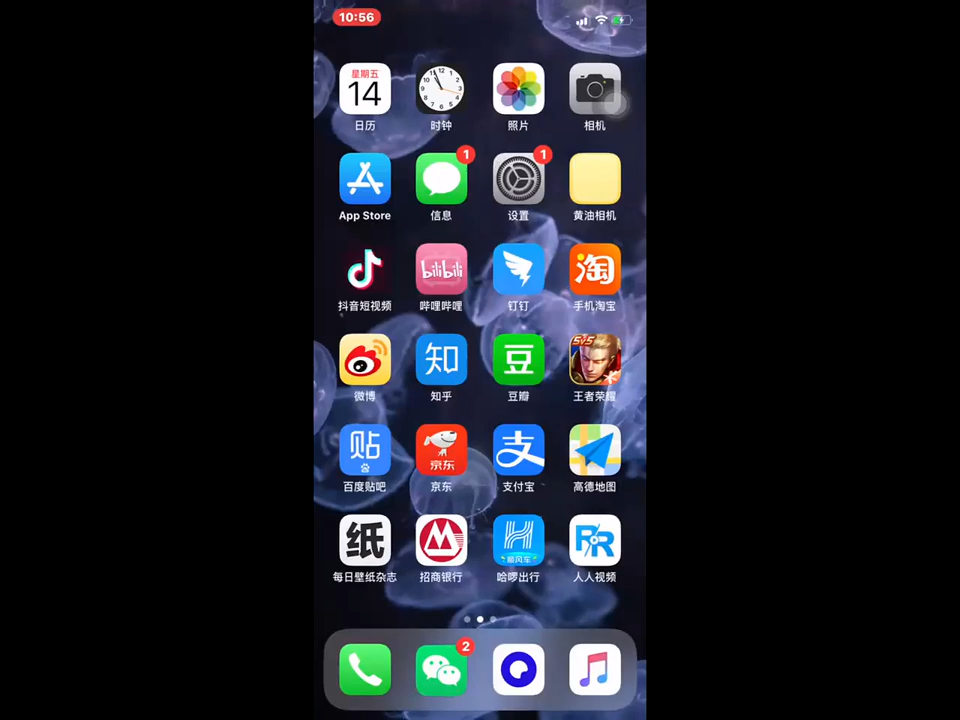 10:56
星期五
14
日历
时钟
照片
相机
App Store
1
信息
1
设置
黄油相机
抖音短视频
bilibili
哔哩哔哩
钉钉
淘
手机淘宝
微博
知
知乎
豆
豆瓣
5v5
王者荣耀
贴
百度贴吧
京东
京东
支
支付宝
高德地图
纸
每日壁纸杂志
招商银行
顺风车
哈啰出行
RR
人人视频
2